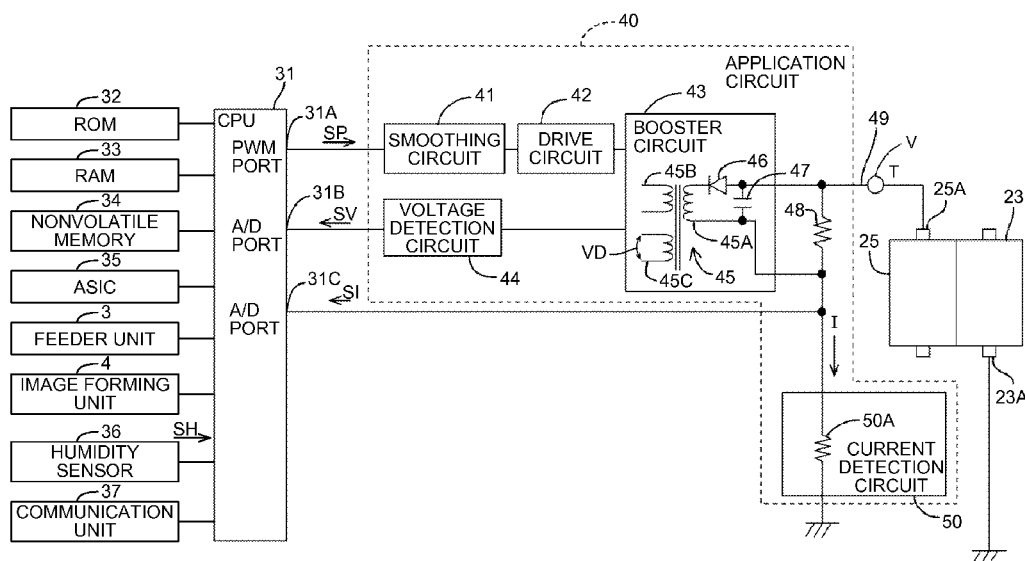 40
APPLICATION
CIRCUIT
31
32
ROM
CPU
31A
PWM
PORT
SP
41
SMOOTHING
CIRCUIT
42
DRIVE
CIRCUIT
43
BOOSTER
CIRCUIT
46
47
45B
45A
45C
45
VD
48
49
V
T
25A
23
25
23A
33
RAM
34
NONVOLATILE
MEMORY
31B
A/D
PORT
SV
VOLTAGE
DETECTION
CIRCUIT
44
35
ASIC
31C
A/D
PORT
SI
3
FEEDER UNIT
4
IMAGE FORMING
UNIT
I
36
SH
HUMIDITY
SENSOR
37
COMMUNICATION
UNIT
50A
CURRENT
DETECTION
CIRCUIT
50